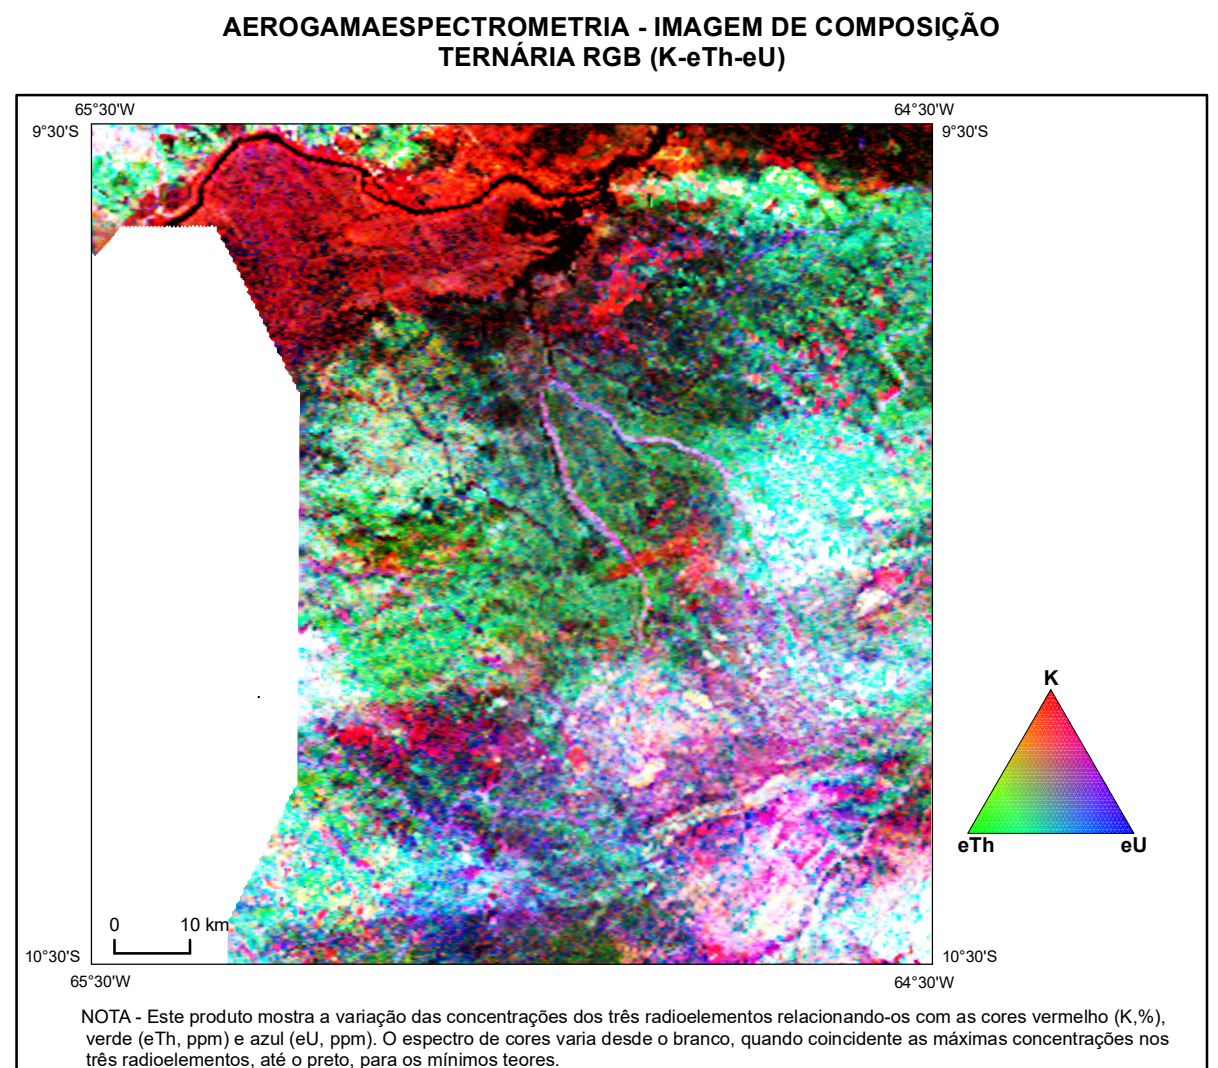 AEROGAMAESPECTROMETRIA - IMAGEM DE COMPOSIÇÃO
TERNÁRIA RGB (K-eTh-eU)
65°30'W
64°30'W
9°30'S
9°30'S
K
eTh
eU
0
10 km
10°30'S
10°30'S
65°30'W
64°30'W
NOTA - Este produto mostra a variação das concentrações dos três radioelementos relacionando-os com as cores vermelho (K,%),
verde (eTh, ppm) e azul (eU, ppm). O espectro de cores varia desde o branco, quando coincidente as máximas concentrações nos
três radioelementos, até o preto, para os mínimos teores.